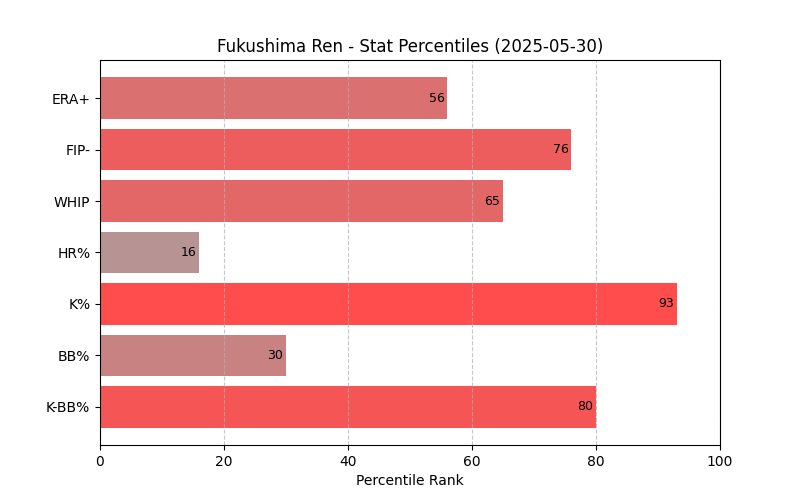 Fukushima Ren - Stat Percentiles (2025-05-30)
ERA+ 56
FIP- 76
WHIP 65
HR% 16
K% 93
BB% 30
K-BB% 80
0 20 40 60 80 100
Percentile Rank